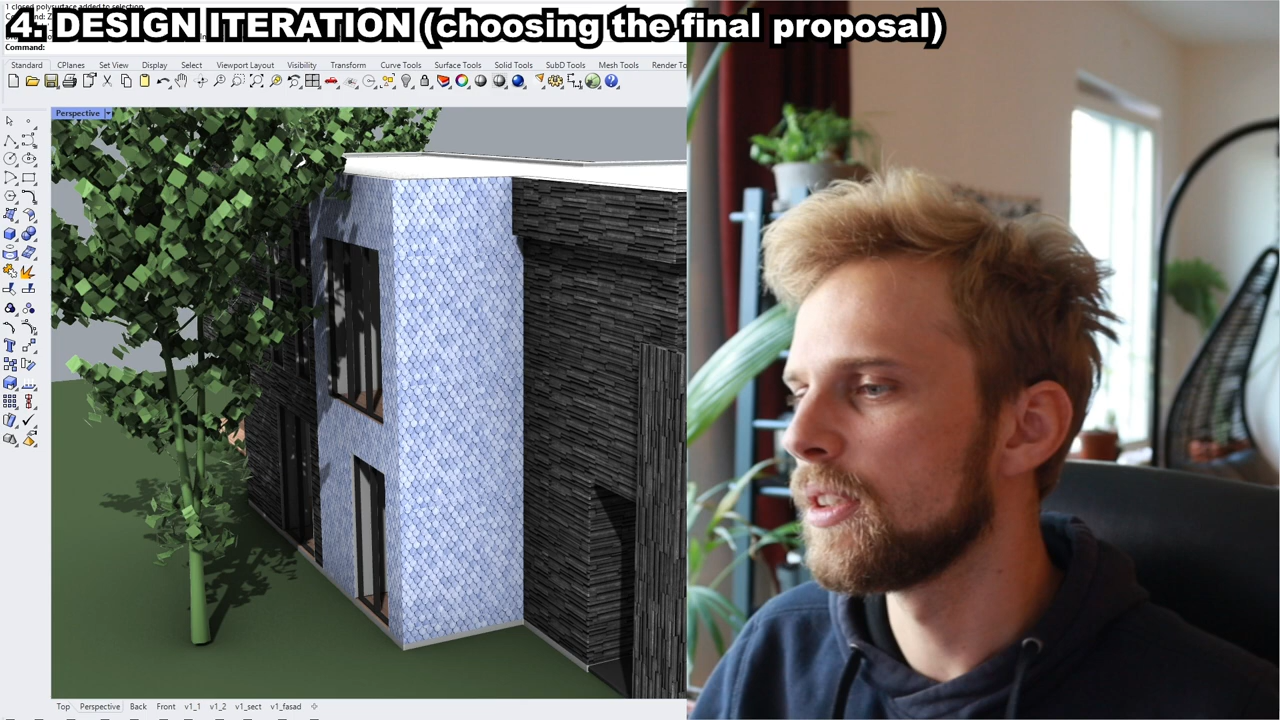 1 closed polysurface added to selection.
4. DESIGN ITERATION (choosing the final proposal)
Command:
Standard CPlanes Set View Display Select Viewport Layout Visibility Transform Curve Tools Surface Tools Solid Tools SubD Tools Mesh Tools Render To
Perspective
Top Perspective Back Front v1_1 v1_2 v1_sect v1_fasad